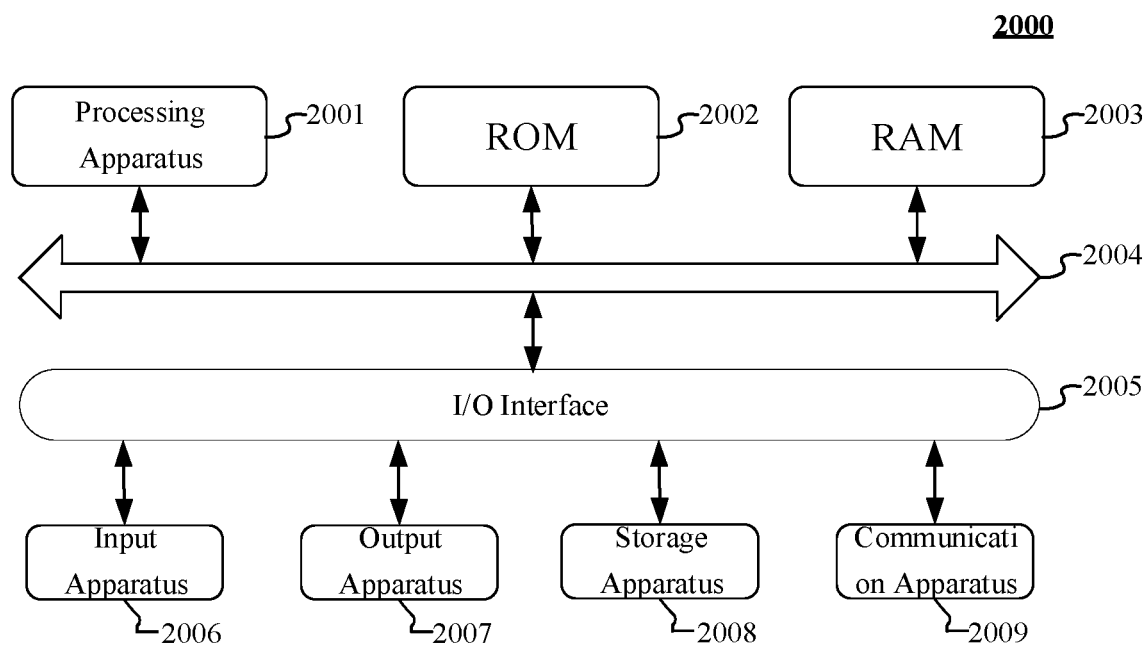 2000
Processing
Apparatus
2001
ROM
2002
RAM
2003
2004
I/O Interface
2005
Input
Apparatus
Output
Apparatus
Storage
Apparatus
Communicati
on Apparatus
2006
2007
2008
2009